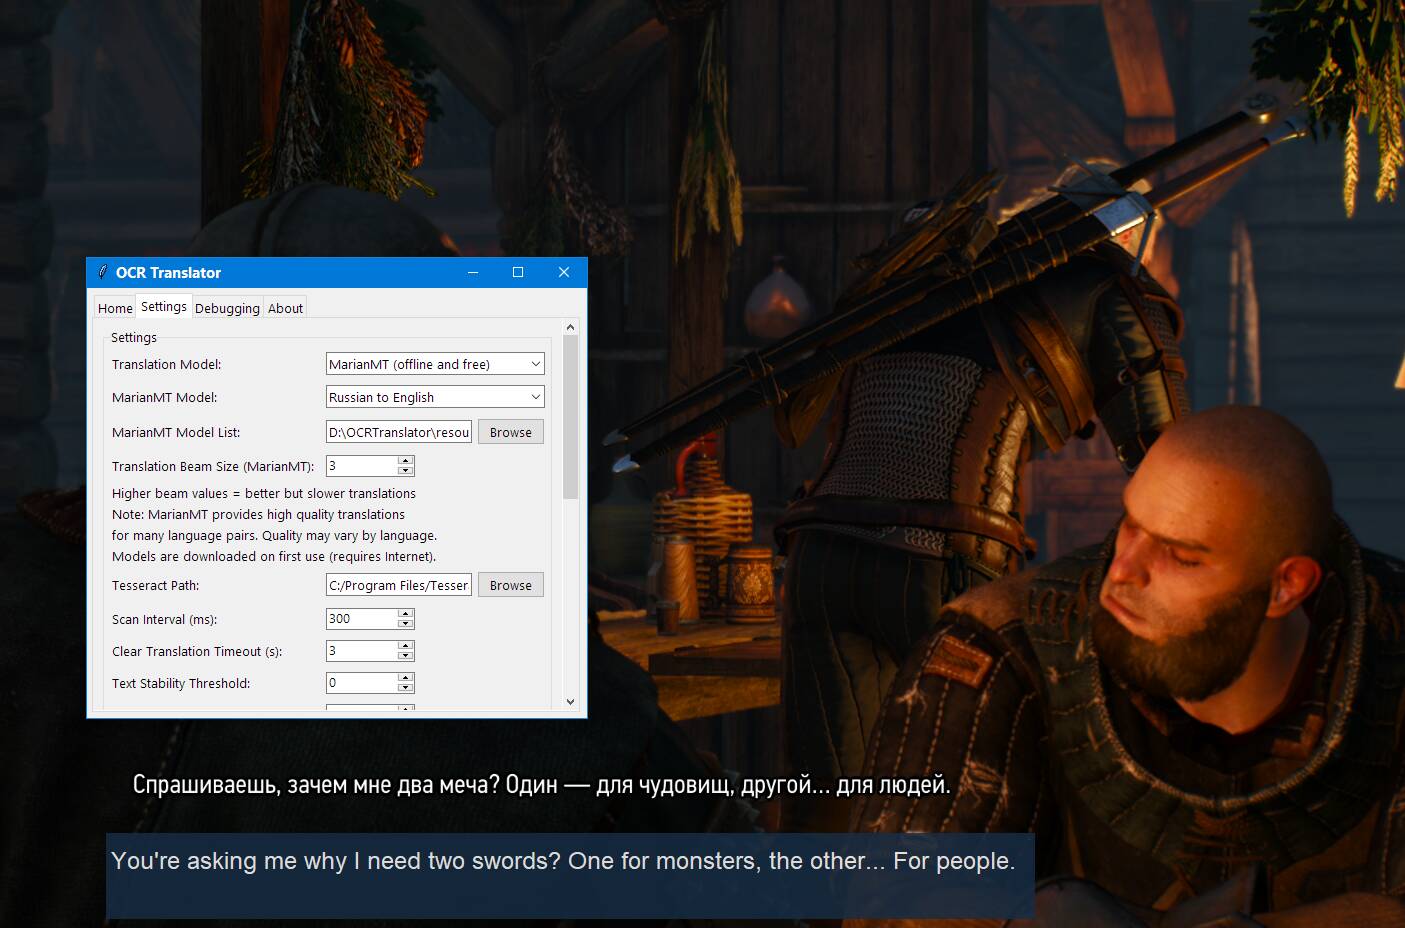 OCR Translator
Home Settings Debugging About
Settings
Translation Model: MarianMT (offline and free)
MarianMT Model: Russian to English
MarianMT Model List: D:\OCRTranslator\resou Browse
Translation Beam Size (MarianMT): 3
Higher beam values = better but slower translations
Note: MarianMT provides high quality translations
for many language pairs. Quality may vary by language.
Models are downloaded on first use (requires Internet).
Tesseract Path: C:/Program Files/Tesser Browse
Scan Interval (ms): 300
Clear Translation Timeout (s): 3
Text Stability Threshold: 0
Спрашиваешь, зачем мне два меча? Один — для чудовищ, другой... для людей.
You're asking me why I need two swords? One for monsters, the other... For people.